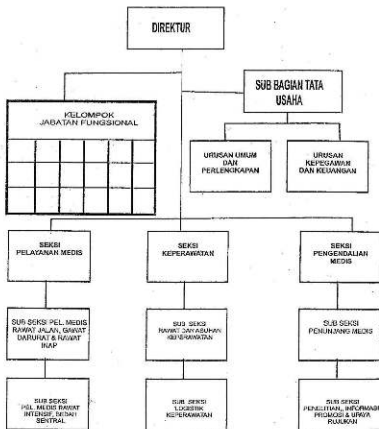 DIREKTUR
SUB BAGIAN TATA
USAHA
KELOMPOK
JABATAN FUNGSIONAL
URUSAN UMUM
DAN
PERLENGKAPAN
URUSAN
KEPEGAWAIAN
DAN KEUANGAN
SEKSI
PELAYANAN MEDIS
SEKSI
KEPERAWATAN
SEKSI
PENGENDALIAN
MEDIS
SUB SEKSI PEL. MEDIS
RAWAT JALAN, GAWAT
DARURAT & RAWAT
INAP
SUB SEKSI
RAWAT DAN ASUHAN
KEPERAWATAN
SUB SEKSI
PENUNJANG MEDIS
SUB SEKSI
PEL. MEDIS RAWAT
INTENSIF, BEDAH
SENTRAL
SUB SEKSI
LOGISTIK
KEPERAWATAN
SUB SEKSI
PENELITIAN, INFORMASI
PROMOSI & UPAYA
RUJUKAN